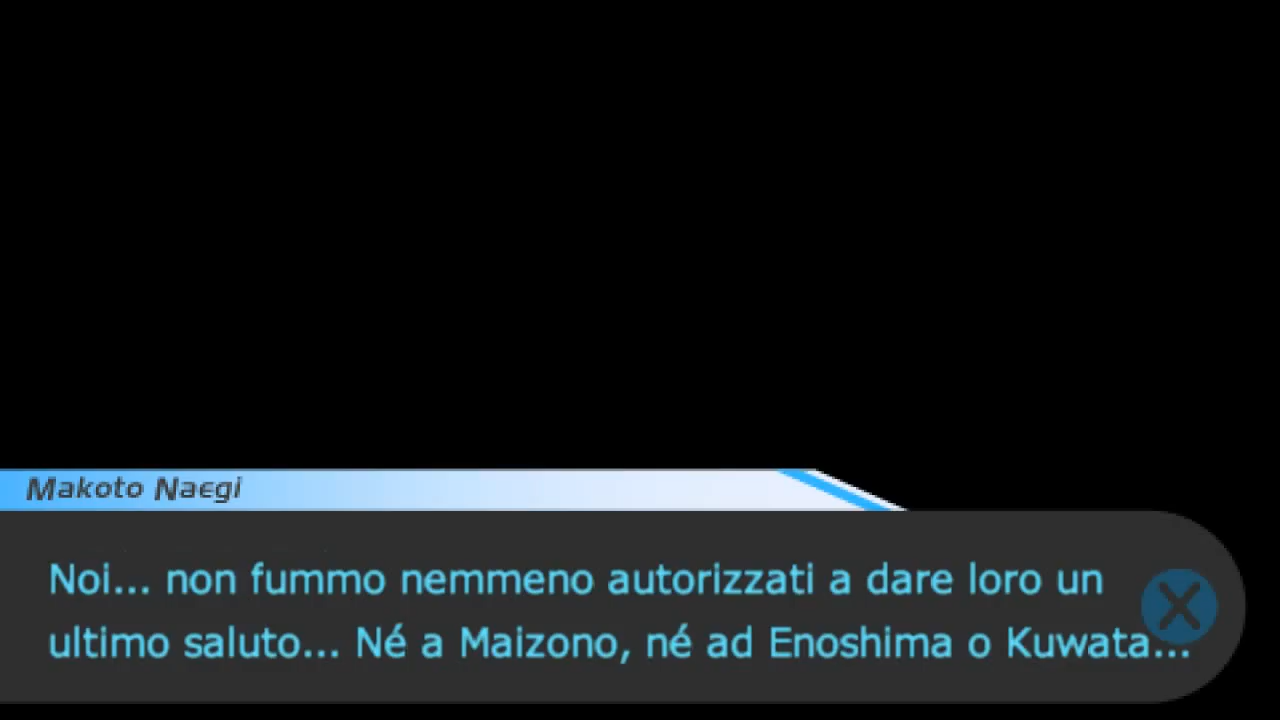 Makoto Naegi
Noi... non fummo nemmeno autorizzati a dare loro un
ultimo saluto... Né a Maizono, né ad Enoshima o Kuwata...